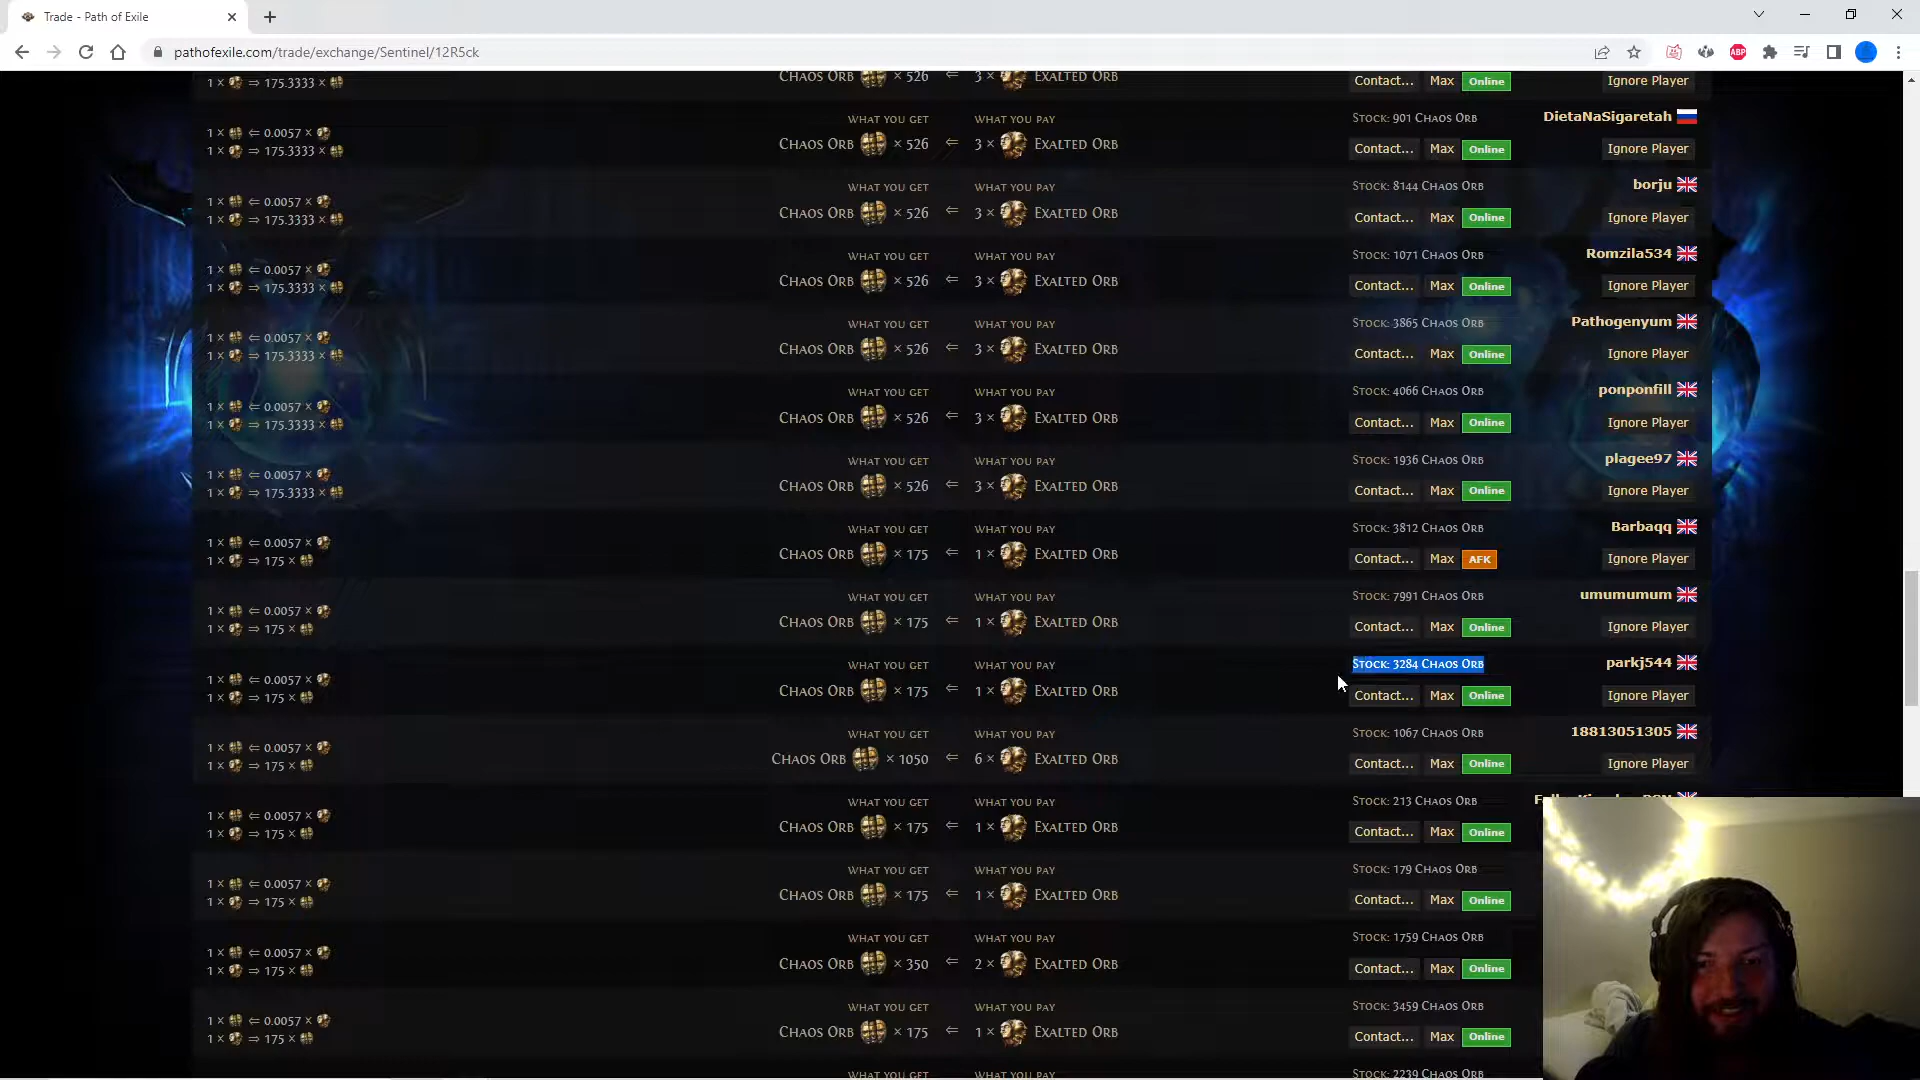 Trade - Path of Exile
pathofexile.com/trade/exchange/Sentinel/12R5ck
ABP
1 × ⇒ 175.3333 ×
Chaos Orb × 526 ⇐ 3 × Exalted Orb
Contact... Max Online Ignore Player
What you get What you pay Stock: 901 Chaos Orb DietaNaSigaretah
1 × ⇐ 0.0057 ×
1 × ⇒ 175.3333 ×
Chaos Orb × 526 ⇐ 3 × Exalted Orb
Contact... Max Online Ignore Player
What you get What you pay Stock: 8144 Chaos Orb borju
1 × ⇐ 0.0057 ×
1 × ⇒ 175.3333 ×
Chaos Orb × 526 ⇐ 3 × Exalted Orb
Contact... Max Online Ignore Player
What you get What you pay Stock: 1071 Chaos Orb Romzila534
1 × ⇐ 0.0057 ×
1 × ⇒ 175.3333 ×
Chaos Orb × 526 ⇐ 3 × Exalted Orb
Contact... Max Online Ignore Player
What you get What you pay Stock: 3865 Chaos Orb Pathogenyum
1 × ⇐ 0.0057 ×
1 × ⇒ 175.3333 ×
Chaos Orb × 526 ⇐ 3 × Exalted Orb
Contact... Max Online Ignore Player
What you get What you pay Stock: 4066 Chaos Orb ponponfill
1 × ⇐ 0.0057 ×
1 × ⇒ 175.3333 ×
Chaos Orb × 526 ⇐ 3 × Exalted Orb
Contact... Max Online Ignore Player
What you get What you pay Stock: 1936 Chaos Orb plagee97
1 × ⇐ 0.0057 ×
1 × ⇒ 175.3333 ×
Chaos Orb × 526 ⇐ 3 × Exalted Orb
Contact... Max Online Ignore Player
What you get What you pay Stock: 3812 Chaos Orb Barbaqq
1 × ⇐ 0.0057 ×
1 × ⇒ 175 ×
Chaos Orb × 175 ⇐ 1 × Exalted Orb
Contact... Max AFK Ignore Player
What you get What you pay Stock: 7991 Chaos Orb umumumum
1 × ⇐ 0.0057 ×
1 × ⇒ 175 ×
Chaos Orb × 175 ⇐ 1 × Exalted Orb
Contact... Max Online Ignore Player
What you get What you pay Stock: 3284 Chaos Orb parkj544
1 × ⇐ 0.0057 ×
1 × ⇒ 175 ×
Chaos Orb × 175 ⇐ 1 × Exalted Orb
Contact... Max Online Ignore Player
What you get What you pay Stock: 1067 Chaos Orb 18813051305
1 × ⇐ 0.0057 ×
1 × ⇒ 175 ×
Chaos Orb × 1050 ⇐ 6 × Exalted Orb
Contact... Max Online Ignore Player
What you get What you pay Stock: 213 Chaos Orb
1 × ⇐ 0.0057 ×
1 × ⇒ 175 ×
Chaos Orb × 175 ⇐ 1 × Exalted Orb
Contact... Max Online
What you get What you pay Stock: 179 Chaos Orb
1 × ⇐ 0.0057 ×
1 × ⇒ 175 ×
Chaos Orb × 175 ⇐ 1 × Exalted Orb
Contact... Max Online
What you get What you pay Stock: 1759 Chaos Orb
1 × ⇐ 0.0057 ×
1 × ⇒ 175 ×
Chaos Orb × 350 ⇐ 2 × Exalted Orb
Contact... Max Online
What you get What you pay Stock: 3459 Chaos Orb
1 × ⇐ 0.0057 ×
1 × ⇒ 175 ×
Chaos Orb × 175 ⇐ 1 × Exalted Orb
Contact... Max Online
What you get What you pay Stock: 2239 Chaos Orb